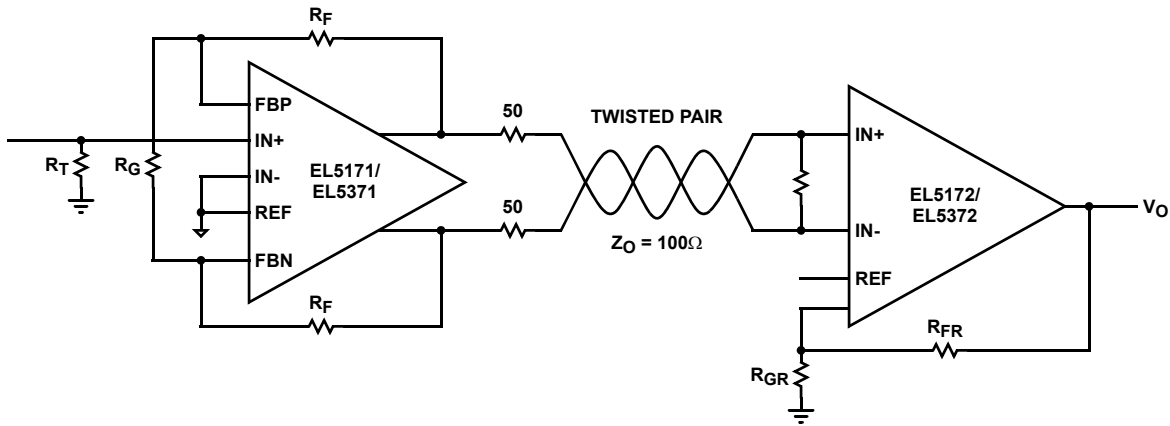 RF
50
TWISTED PAIR
FBP
IN+
IN+
RT
RG
IN-
EL5171/
EL5371
EL5172/
EL5372
VO
REF
50
ZO = 100Ω
IN-
FBN
REF
RF
RFR
RGR